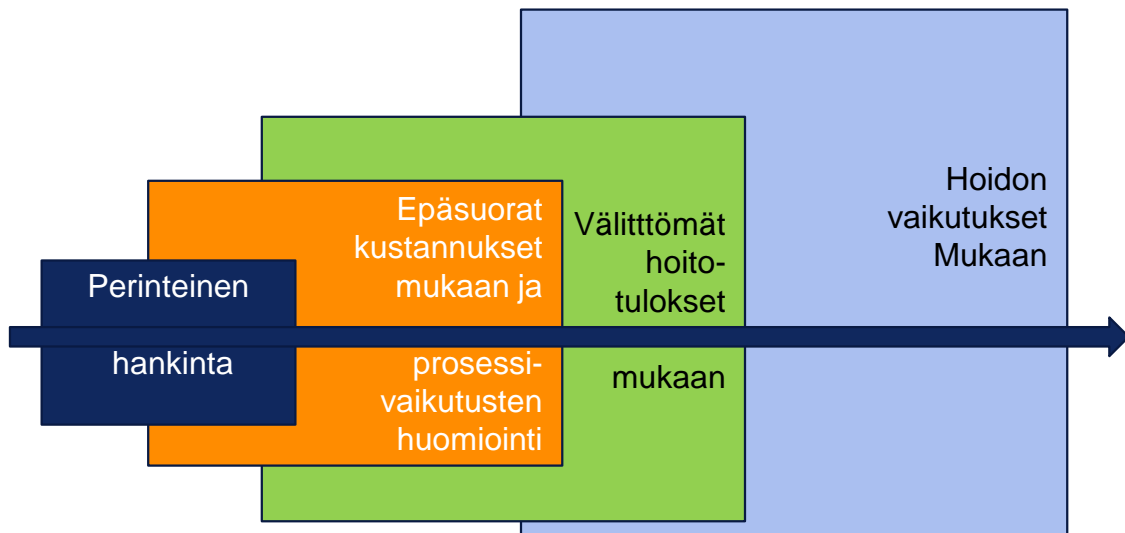 Perinteinen
hankinta
Epäsuorat
kustannukset
mukaan ja
prosessi-
vaikutusten
huomiointi
Välitttömät
hoito-
tulokset
mukaan
Hoidon
vaikutukset
Mukaan